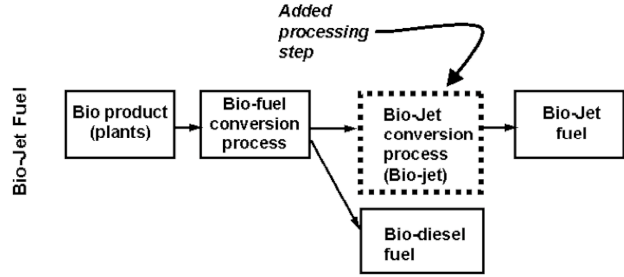 Added
processing
step
Bio-Jet Fuel
Bio product
(plants)
Bio-fuel
conversion
process
Bio-Jet
conversion
process
(Bio-jet)
Bio-Jet
fuel
Bio-diesel
fuel